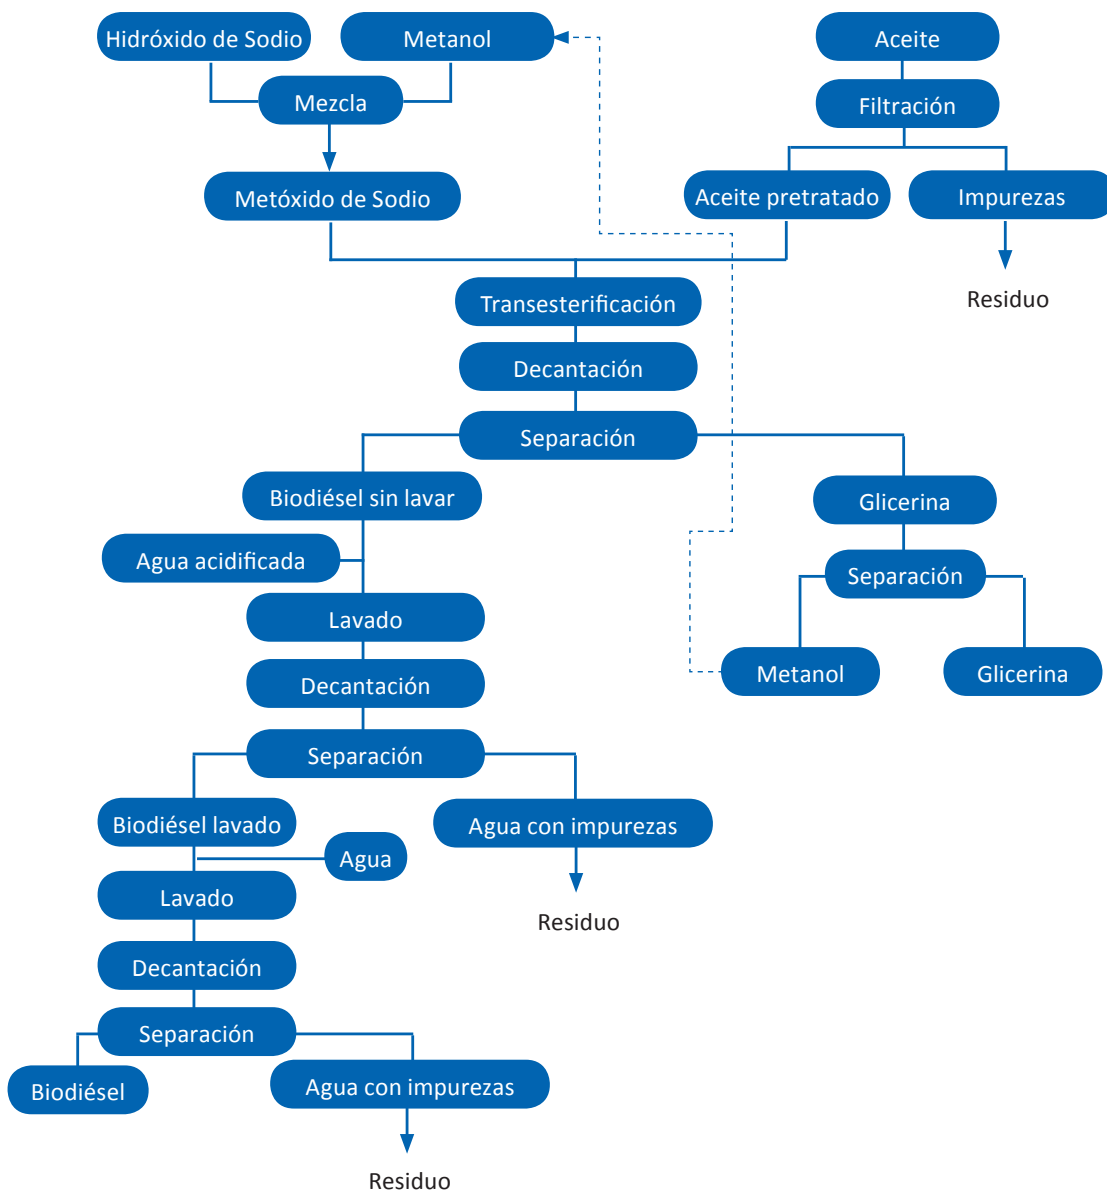 Hidróxido de Sodio
Metanol
Aceite
Mezcla
Filtración
Metóxido de Sodio
Aceite pretratado
Impurezas
Residuo
Transesterificación
Decantación
Separación
Biodiésel sin lavar
Glicerina
Agua acidificada
Separación
Lavado
Metanol
Glicerina
Decantación
Separación
Biodiésel lavado
Agua con impurezas
Agua
Lavado
Residuo
Decantación
Separación
Biodiésel
Agua con impurezas
Residuo